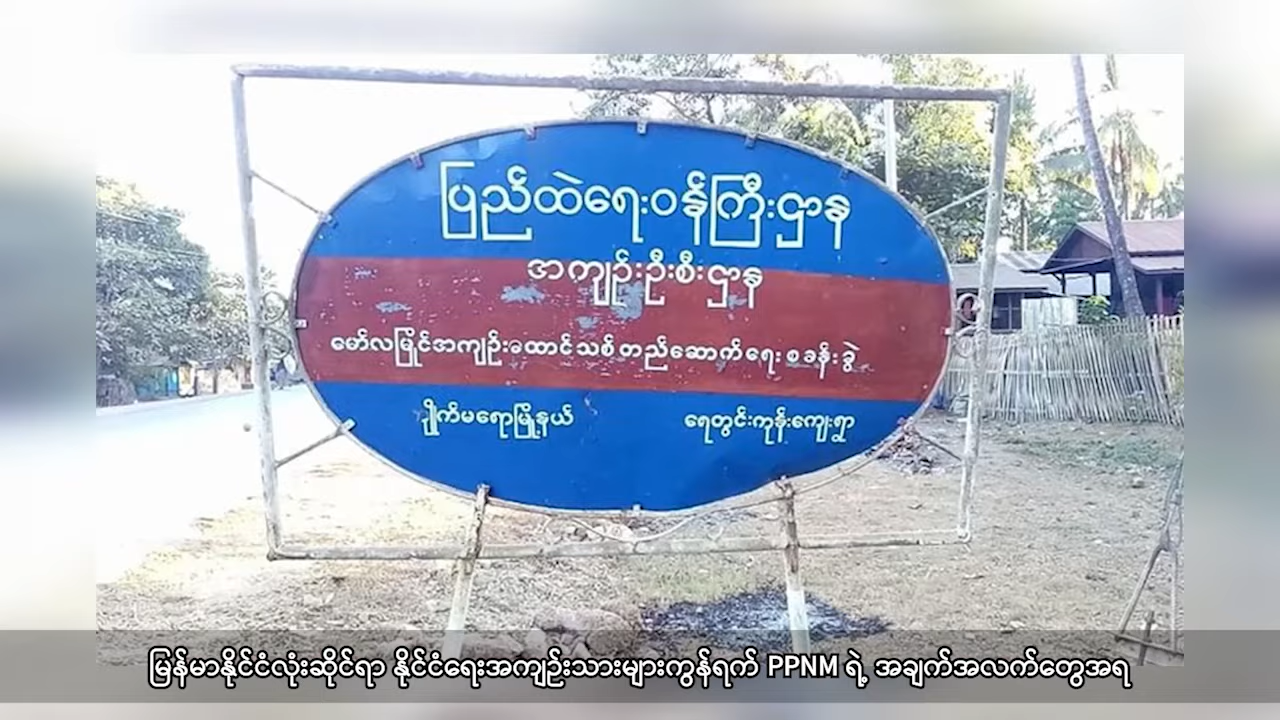 ပြည်ထဲရေးဝန်ကြီးဌာန
အကျဉ်းဦးစီးဌာန
မော်လမြိုင်အကျဉ်းထောင်သစ်တည်ဆောက်ရေးစခန်းခွဲ
ကျိုက်မရောမြို့နယ် ရေတွင်းကုန်းကျေးရွာ
မြန်မာနိုင်ငံလုံးဆိုင်ရာ နိုင်ငံရေးအကျဉ်းသားများကွန်ရက် PPNM ရဲ့ အချက်အလက်တွေအရ